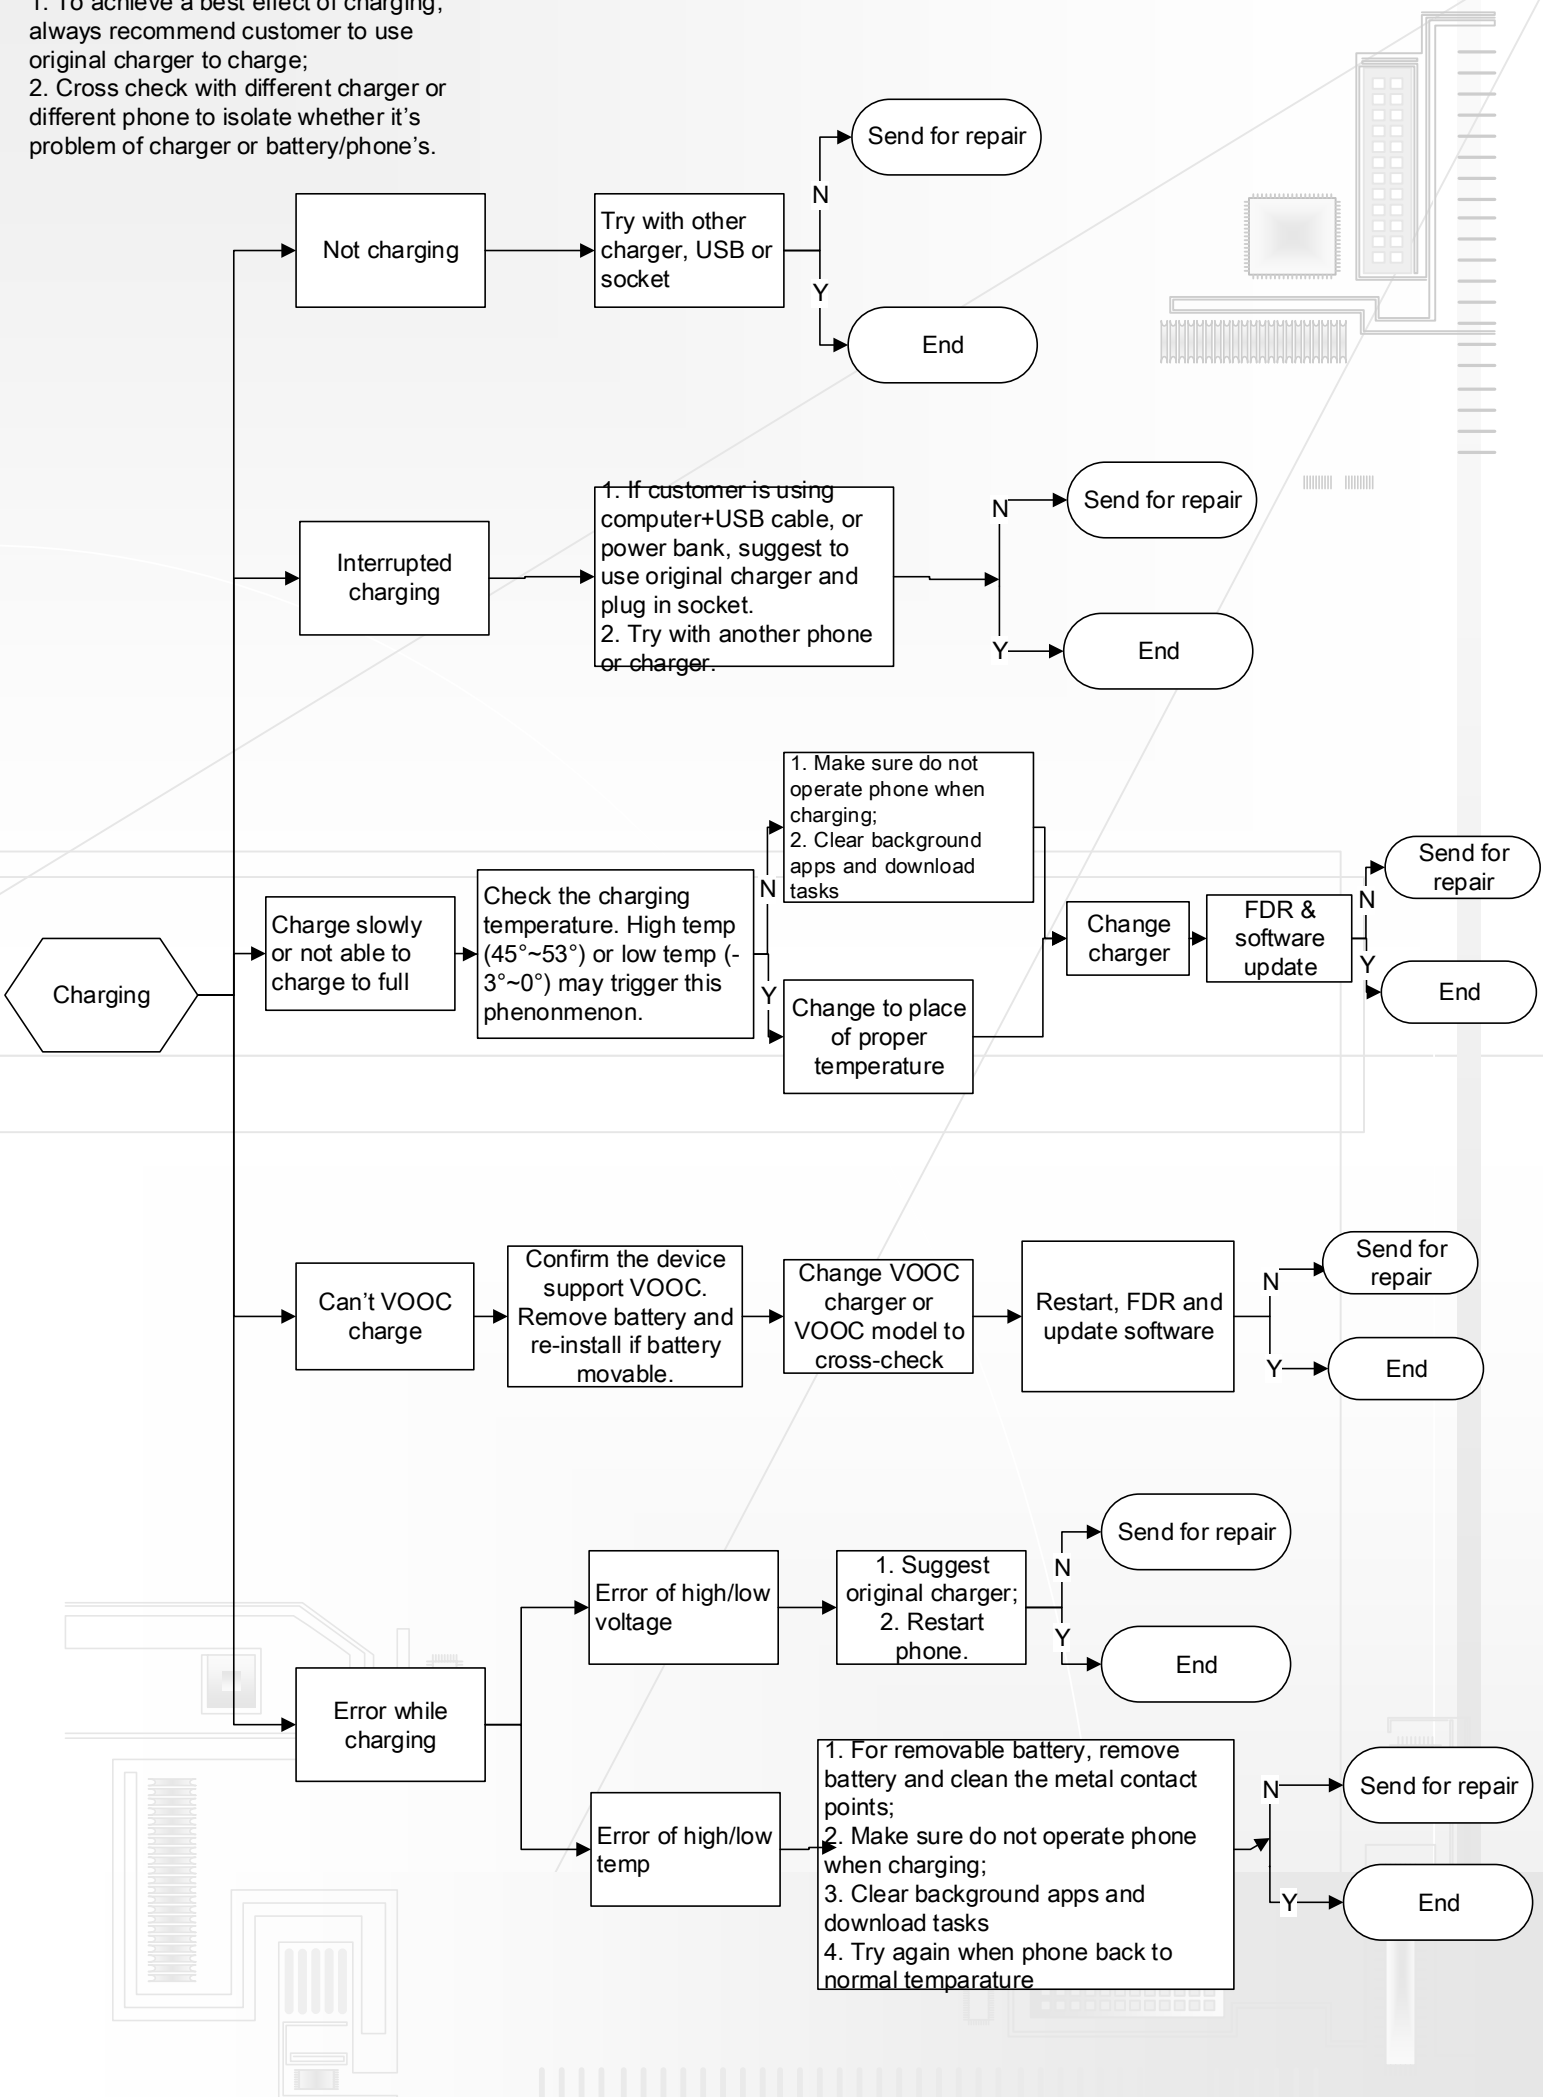 1. To achieve a best effect of charging,
always recommend customer to use
original charger to charge;
2. Cross check with different charger or
different phone to isolate whether it's
problem of charger or battery/phone's.
Not charging
Try with other
charger, USB or
socket
N
Send for repair
Y
End
Interrupted
charging
1. If customer is using
computer+USB cable, or
power bank, suggest to
use original charger and
plug in socket.
2. Try with another phone
or charger.
N
Send for repair
Y
End
Charging
Charge slowly
or not able to
charge to full
Check the charging
temperature. High temp
(45°~53°) or low temp (-
3°~0°) may trigger this
phenonmenon.
N
1. Make sure do not
operate phone when
charging;
2. Clear background
apps and download
tasks
Y
Change to place
of proper
temperature
Change
charger
FDR &
software
update
N
Send for
repair
Y
End
Can't VOOC
charge
Confirm the device
support VOOC.
Remove battery and
re-install if battery
movable.
Change VOOC
charger or
VOOC model to
cross-check
Restart, FDR and
update software
N
Send for
repair
Y
End
Error while
charging
Error of high/low
voltage
1. Suggest
original charger;
2. Restart
phone.
N
Send for repair
Y
End
Error of high/low
temp
1. For removable battery, remove
battery and clean the metal contact
points;
2. Make sure do not operate phone
when charging;
3. Clear background apps and
download tasks
4. Try again when phone back to
normal temparature
N
Send for repair
Y
End